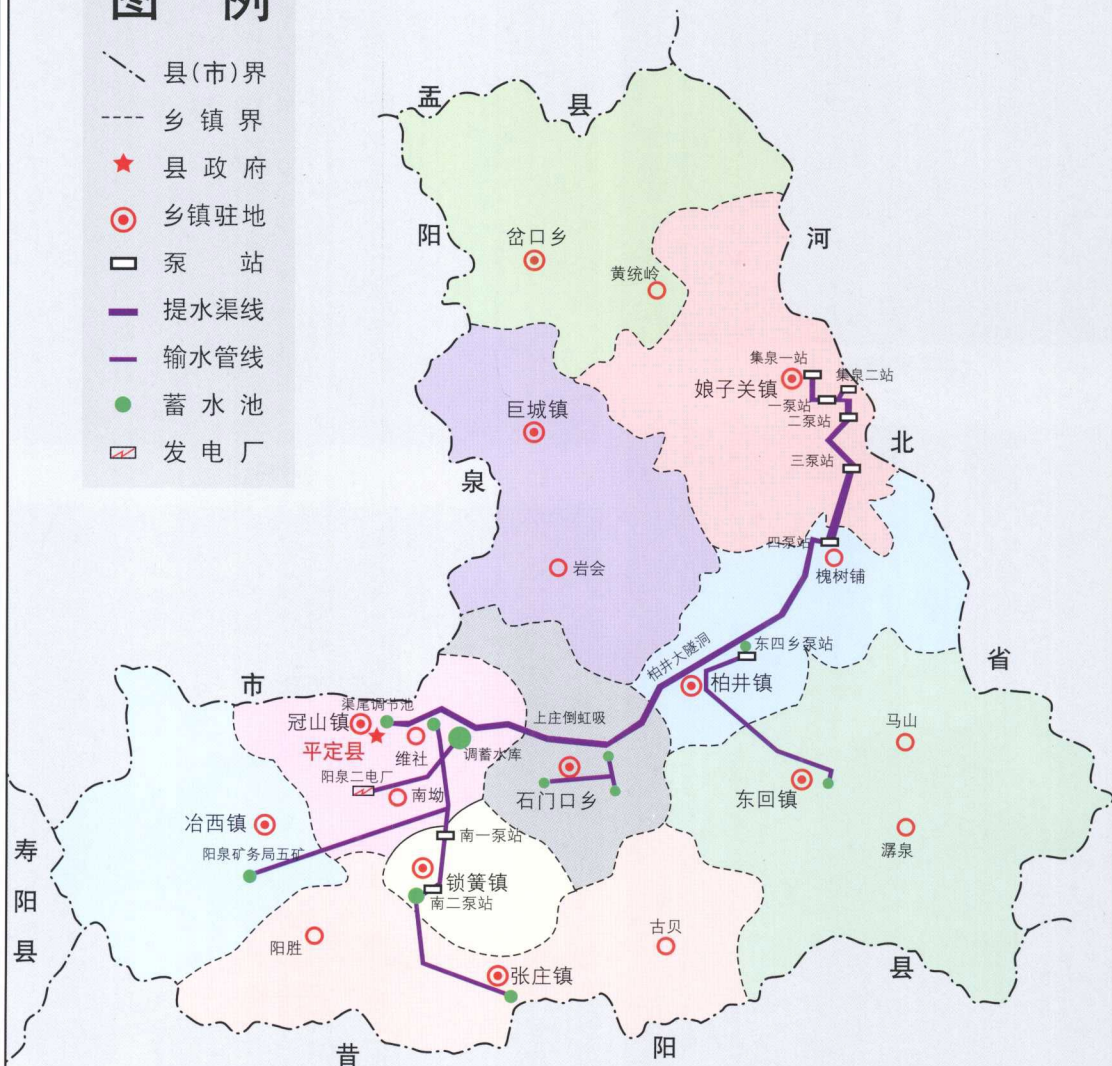 图例
县(市)界
乡镇界
县政府
乡镇驻地
泵站
提水渠线
输水管线
蓄水池
发电厂
盂县
阳泉市
河北省
寿阳县
昔阳县
岔口乡
黄统岭
集泉一站
娘子关镇
集泉二站
一泵站
二泵站
三泵站
巨城镇
四泵站
槐树铺
岩会
柏井大隧洞
东四乡泵站
柏井镇
渠尾调节池
冠山镇
平定县
维社
上庄倒虹吸
调蓄水库
马山
阳泉二电厂
南坳
石门口乡
东回镇
冶西镇
南一泵站
阳泉矿务局五矿
潺泉
锁簧镇
南二泵站
阳胜
古贝
张庄镇